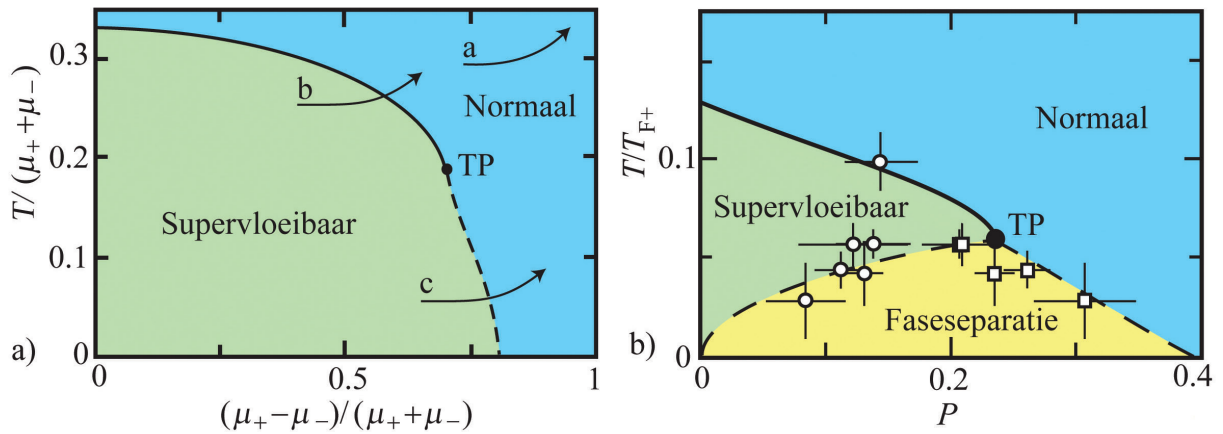 a)
T/(μ₊+μ₋)
0.3
0.2
0.1
0
a
b
c
Normaal
TP
Supervloeibaar
0
0.5
1
(μ₊−μ₋)/(μ₊+μ₋)
b)
T/T_F+
0.1
0
Normaal
Supervloeibaar
TP
Faseseparatie
0
0.2
0.4
P